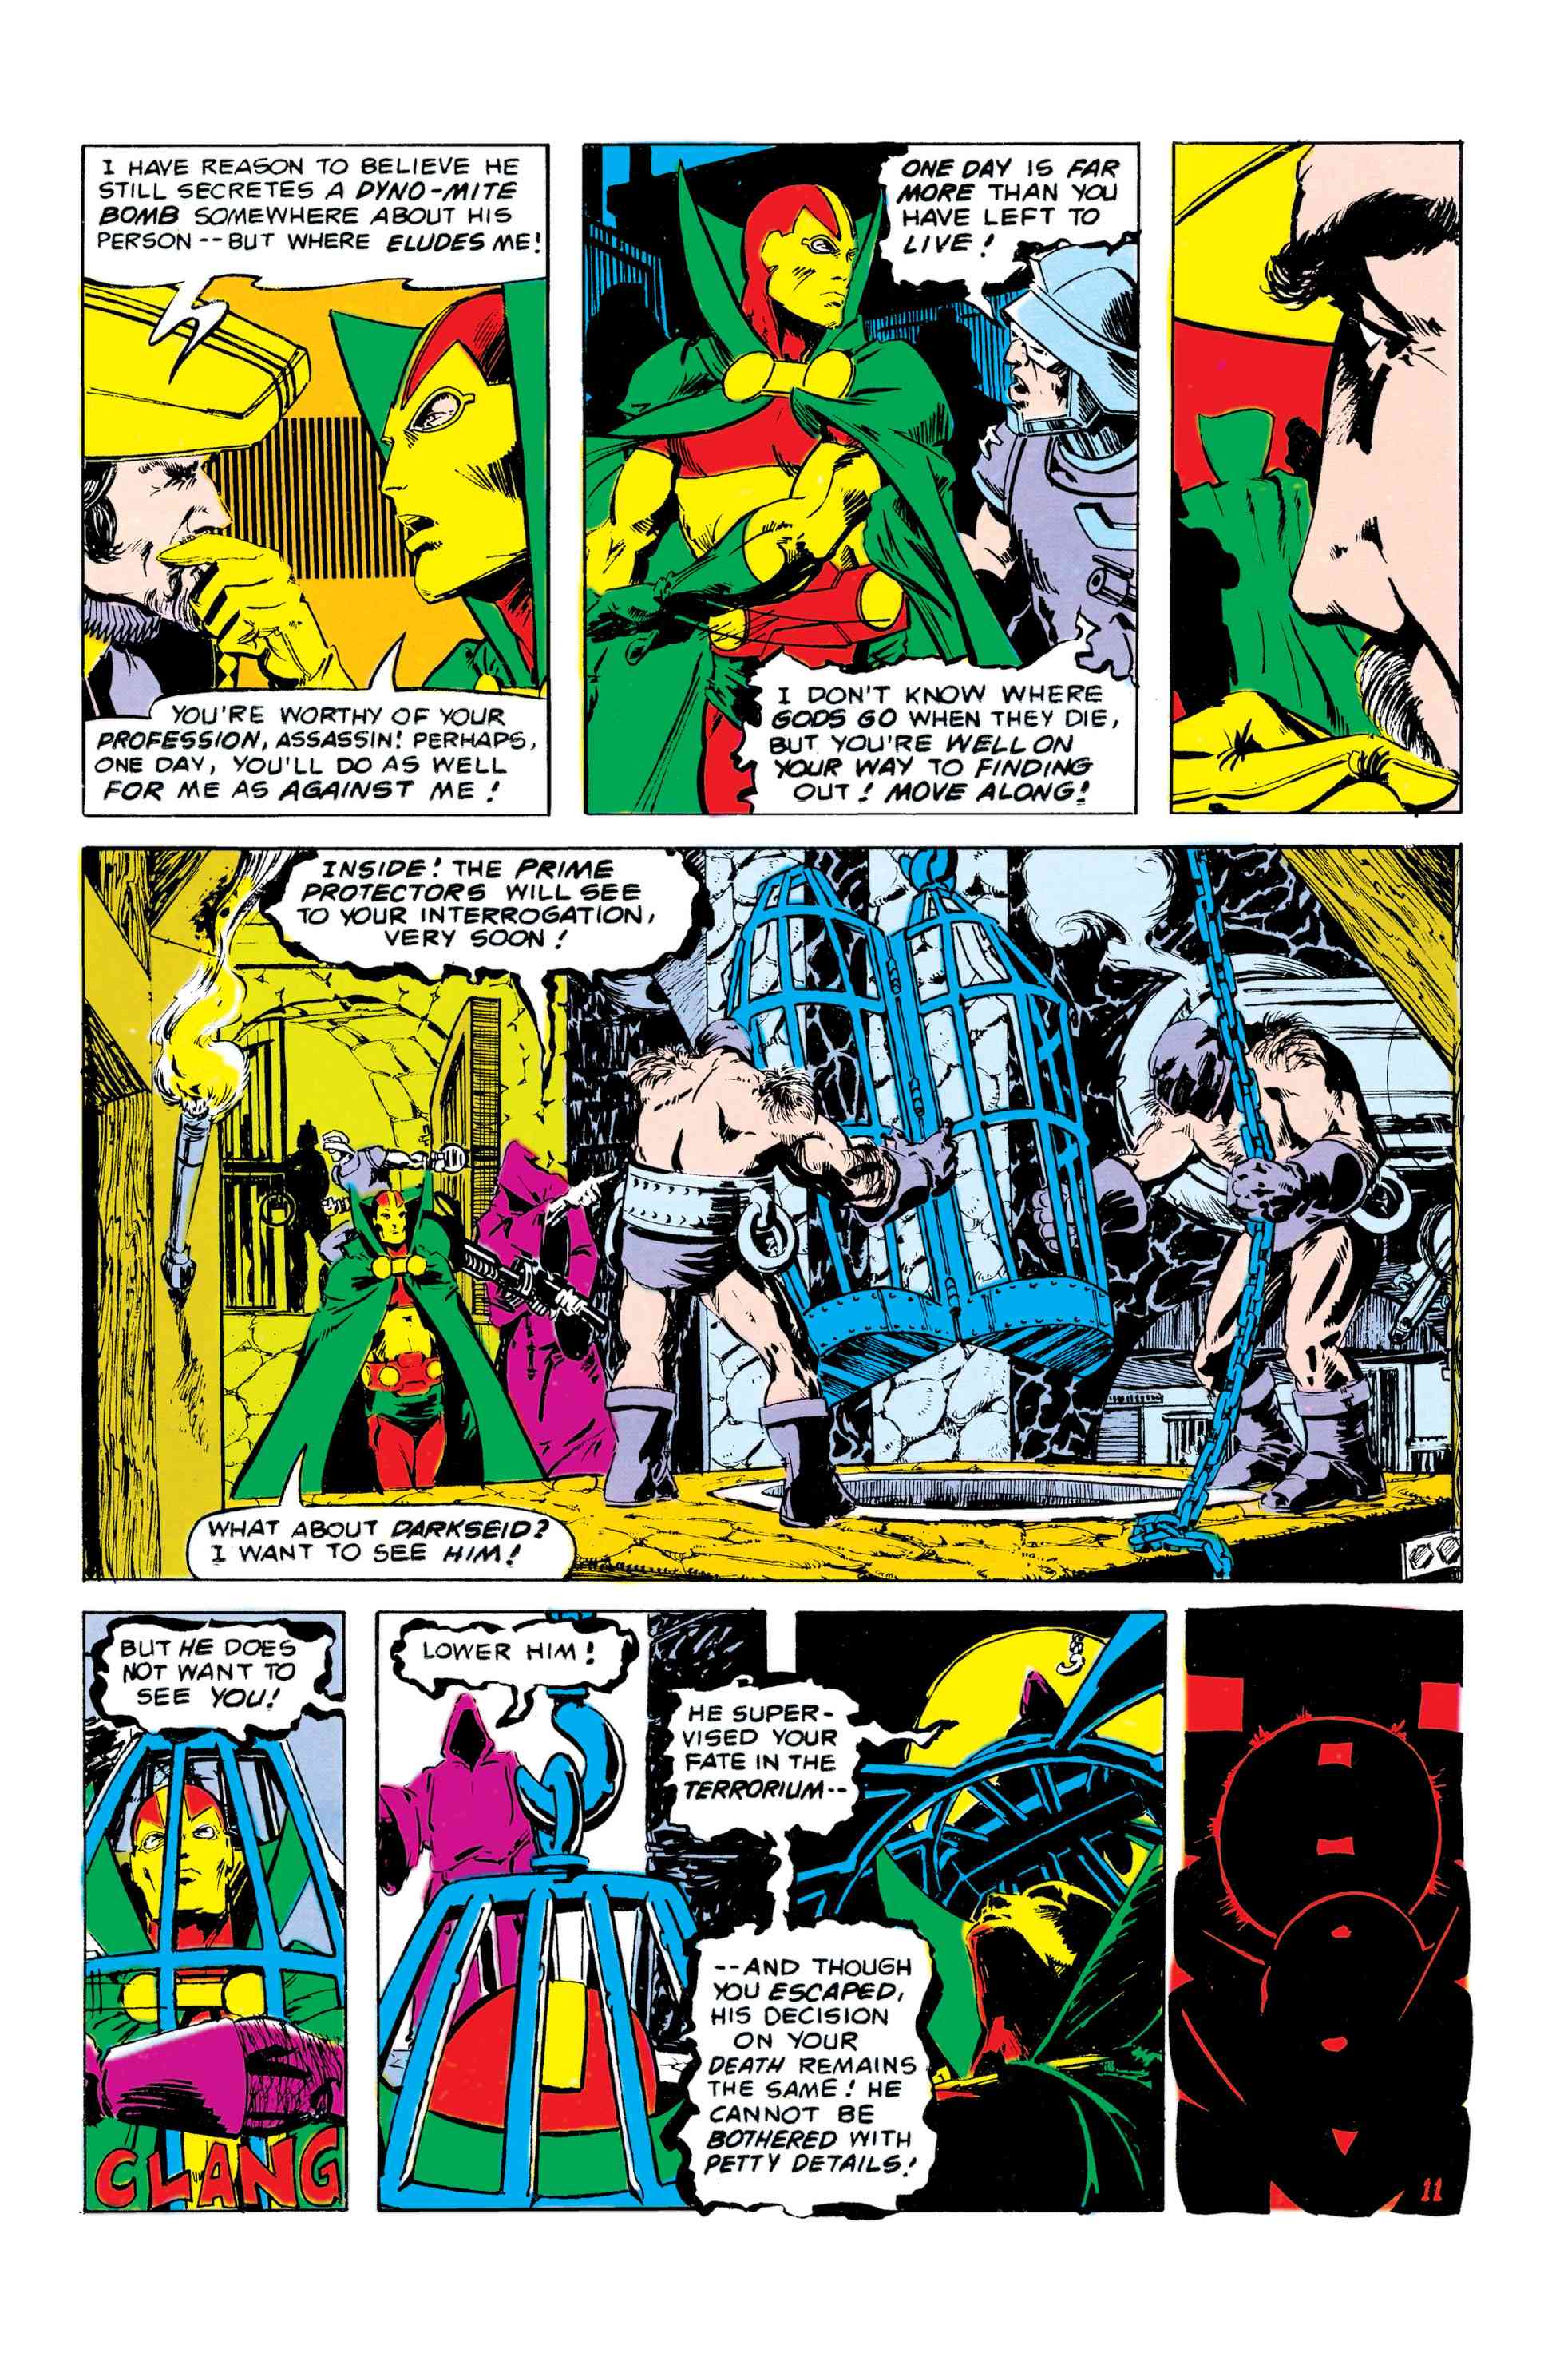 I HAVE REASON TO BELIEVE HE
STILL SECRETES A DYNO-MITE
BOMB SOMEWHERE ABOUT HIS
PERSON--BUT WHERE ELUDES ME!
YOU'RE WORTHY OF YOUR
PROFESSION, ASSASSIN! PERHAPS,
ONE DAY, YOU'LL DO AS WELL
FOR ME AS AGAINST ME!
ONE DAY IS FAR
MORE THAN YOU
HAVE LEFT TO
LIVE!
I DON'T KNOW WHERE
GODS GO WHEN THEY DIE,
BUT YOU'RE WELL ON
YOUR WAY TO FINDING
OUT! MOVE ALONG!
INSIDE! THE PRIME
PROTECTORS WILL SEE
TO YOUR INTERROGATION,
VERY SOON!
WHAT ABOUT DARKSEID?
I WANT TO SEE HIM!
BUT HE DOES
NOT WANT TO
SEE YOU!
CLANG
LOWER HIM!
HE SUPER-
VISED YOUR
FATE IN THE
TERRORIUM--
--AND THOUGH
YOU ESCAPED,
HIS DECISION
ON YOUR
DEATH REMAINS
THE SAME! HE
CANNOT BE
BOTHERED WITH
PETTY DETAILS!
11